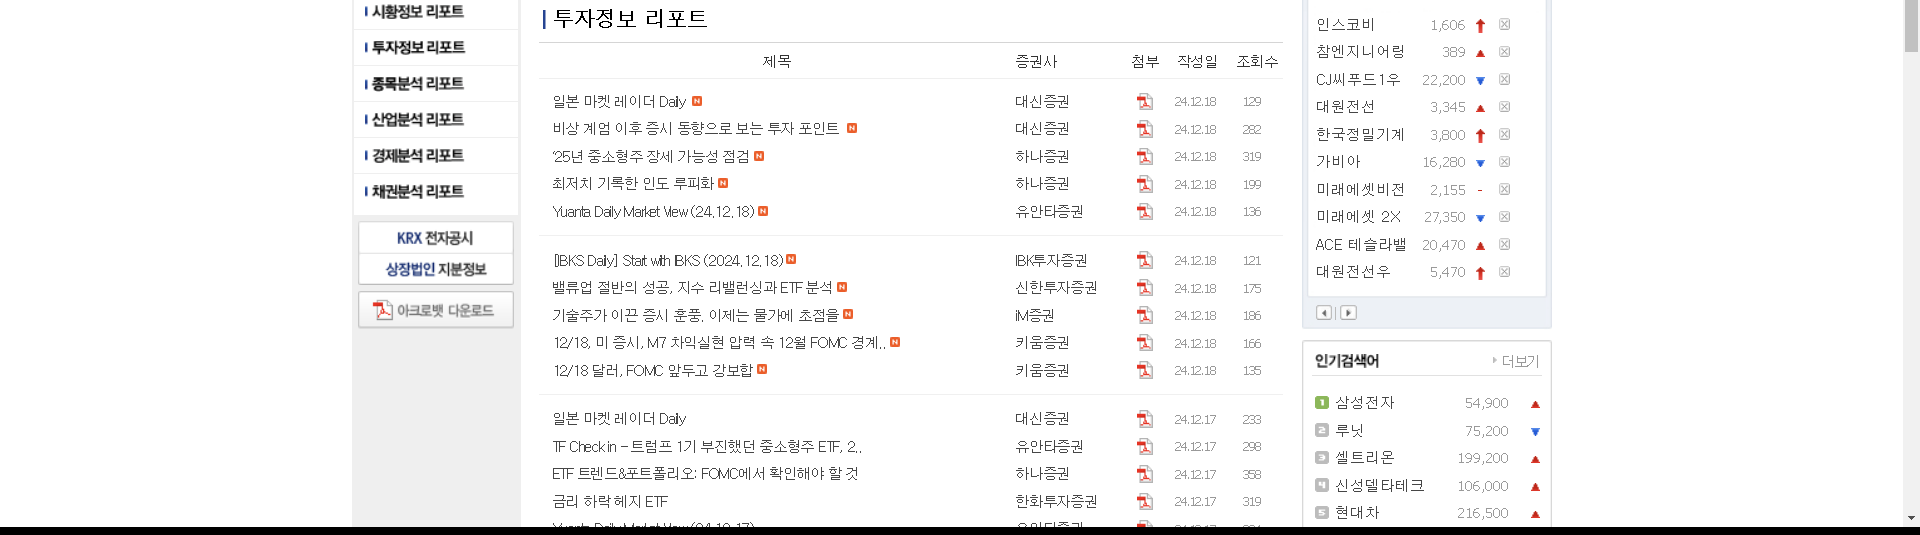 시황정보 리포트
투자정보 리포트
종목분석 리포트
산업분석 리포트
경제분석 리포트
채권분석 리포트
KRX 전자공시
상장법인 지분정보
아크로뱃 다운로드
투자정보 리포트
제목 증권사 첨부 작성일 조회수
일본 마켓 레이더 Daily N 대신증권 24.12.18 129
비상 계엄 이후 증시 동향으로 보는 투자 포인트 N 대신증권 24.12.18 282
'25년 중소형주 장세 가능성 점검 N 하나증권 24.12.18 319
최저치 기록한 인도 루피화 N 하나증권 24.12.18 199
Yuanta Daily Market View (24.12.18) N 유안타증권 24.12.18 136
[IBKS Daily] Start with IBKS (2024.12.18) N IBK투자증권 24.12.18 121
밸류업 절반의 성공, 지수 리밸런싱과 ETF 분석 N 신한투자증권 24.12.18 175
기술주가 이끈 증시 훈풍. 이제는 물가에 초점을 N iM증권 24.12.18 186
12/18, 미 증시, M7 차익실현 압력 속 12월 FOMC 경계.. N 키움증권 24.12.18 166
12/18 달러, FOMC 앞두고 강보합 N 키움증권 24.12.18 135
일본 마켓 레이더 Daily 대신증권 24.12.17 233
TF Check in - 트럼프 1기 부진했던 중소형주 ETF, 2.. 유안타증권 24.12.17 298
ETF 트렌드&포트폴리오: FOMC에서 확인해야 할 것 하나증권 24.12.17 358
금리 하락 헤지 ETF 한화투자증권 24.12.17 319
Yuanta Daily Market View (24.12.17) 유안타증권 24.12.17
인스코비 1,606
참엔지니어링 389
CJ씨푸드1우 22,200
대원전선 3,345
한국정밀기계 3,800
가비아 16,280
미래에셋비전 2,155 -
미래에셋 2X 27,350
ACE 테슬라밸 20,470
대원전선우 5,470
인기검색어 더보기
1 삼성전자 54,900
2 루닛 75,200
3 셀트리온 199,200
4 신성델타테크 106,000
5 현대차 216,500